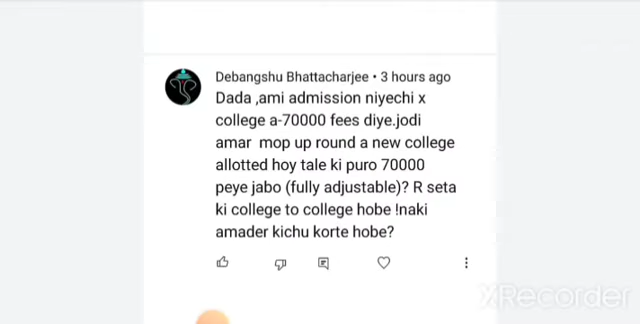 Debangshu Bhattacharjee • 3 hours ago
Dada ,ami admission niyechi x
college a-70000 fees diye.jodi
amar mop up round a new college
allotted hoy tale ki puro 70000
peye jabo (fully adjustable)? R seta
ki college to college hobe !naki
amader kichu korte hobe?
XRecorder